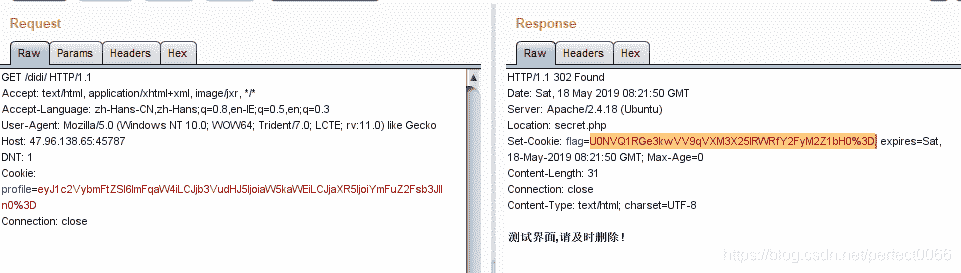 Request
Raw Params Headers Hex
GET /didi/ HTTP/1.1
Accept: text/html, application/xhtml+xml, image/jxr, */*
Accept-Language: zh-Hans-CN,zh-Hans;q=0.8,en-IE;q=0.5,en;q=0.3
User-Agent: Mozilla/5.0 (Windows NT 10.0; WOW64; Trident/7.0; LCTE; rv:11.0) like Gecko
Host: 47.96.138.65:45787
DNT: 1
Cookie:
profile=eyJ1c2VybmFtZSI6ImFqaW4iLCJjb3VudHJ5IjoiaW5kaWEiLCJjaXR5IjoiYmFuZ2Fsb3JlI
n0%3D
Connection: close
Response
Raw Headers Hex
HTTP/1.1 302 Found
Date: Sat, 18 May 2019 08:21:50 GMT
Server: Apache/2.4.18 (Ubuntu)
Location: secret.php
Set-Cookie: flag=U0NVQ1RGe3kwVV9qVXM3X25lRWRfY2FyM2Z1bH0%3D; expires=Sat,
18-May-2019 08:21:50 GMT; Max-Age=0
Content-Length: 31
Connection: close
Content-Type: text/html; charset=UTF-8
测试界面,请及时删除!
https://blog.csdn.net/perfect0066